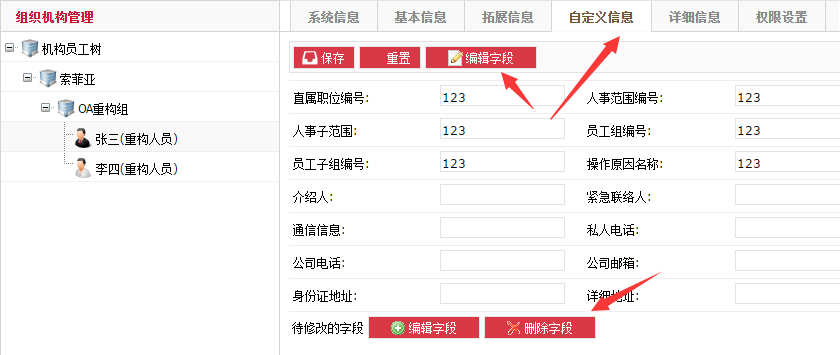 组织机构管理
系统信息 基本信息 拓展信息 自定义信息 详细信息 权限设置
机构员工树
索菲亚
OA重构组
张三(重构人员)
李四(重构人员)
保存 重置 编辑字段
直属职位编号: 123 人事范围编号: 123
人事子范围: 123 员工组编号: 123
员工子组编号: 123 操作原因名称: 123
介绍人: 紧急联络人:
通信信息: 私人电话:
公司电话: 公司邮箱:
身份证地址: 详细地址:
待修改的字段 编辑字段 删除字段